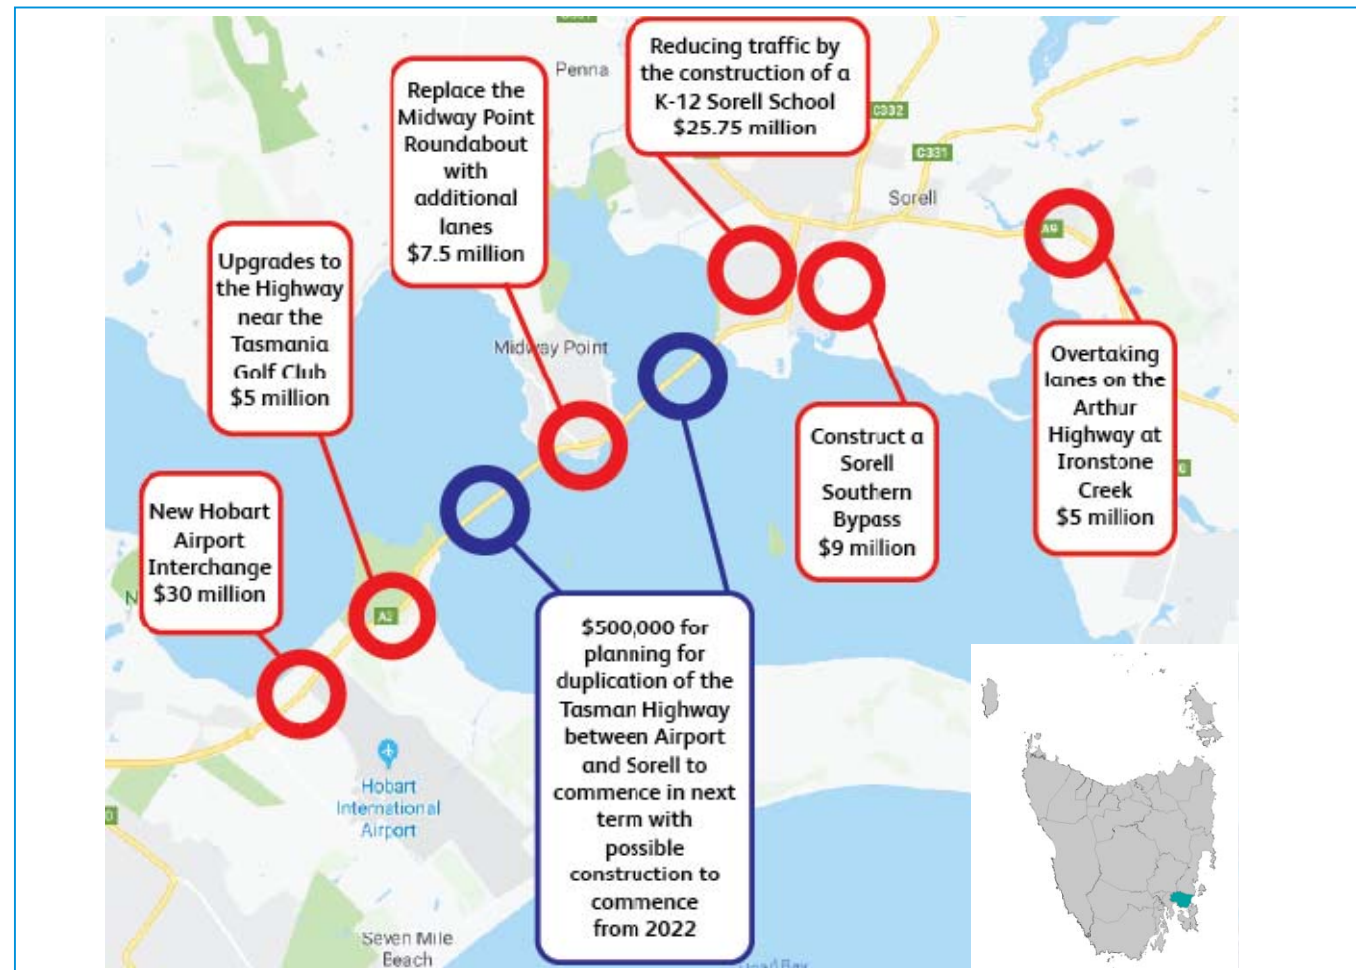 C331
Penna
Reducing traffic by
the construction of a
K-12 Sorell School
$25.75 million
Replace the
Midway Point
Roundabout
with
additional
lanes
$7.5 million
C332
C331
Sorell
A9
Upgrades to
the Highway
near the
Tasmania
Golf Club
$5 million
Midway Point
Overtaking
lanes on the
Arthur
Highway at
Ironstone
Creek
$5 million
Construct a
Sorell
Southern
Bypass
$9 million
New Hobart
Airport
Interchange
$30 million
A3
$500,000 for
planning for
duplication of the
Tasman Highway
between Airport
and Sorell to
commence in next
term with
possible
construction to
commence
from 2022
Hobart
International
Airport
Seven Mile
Beach